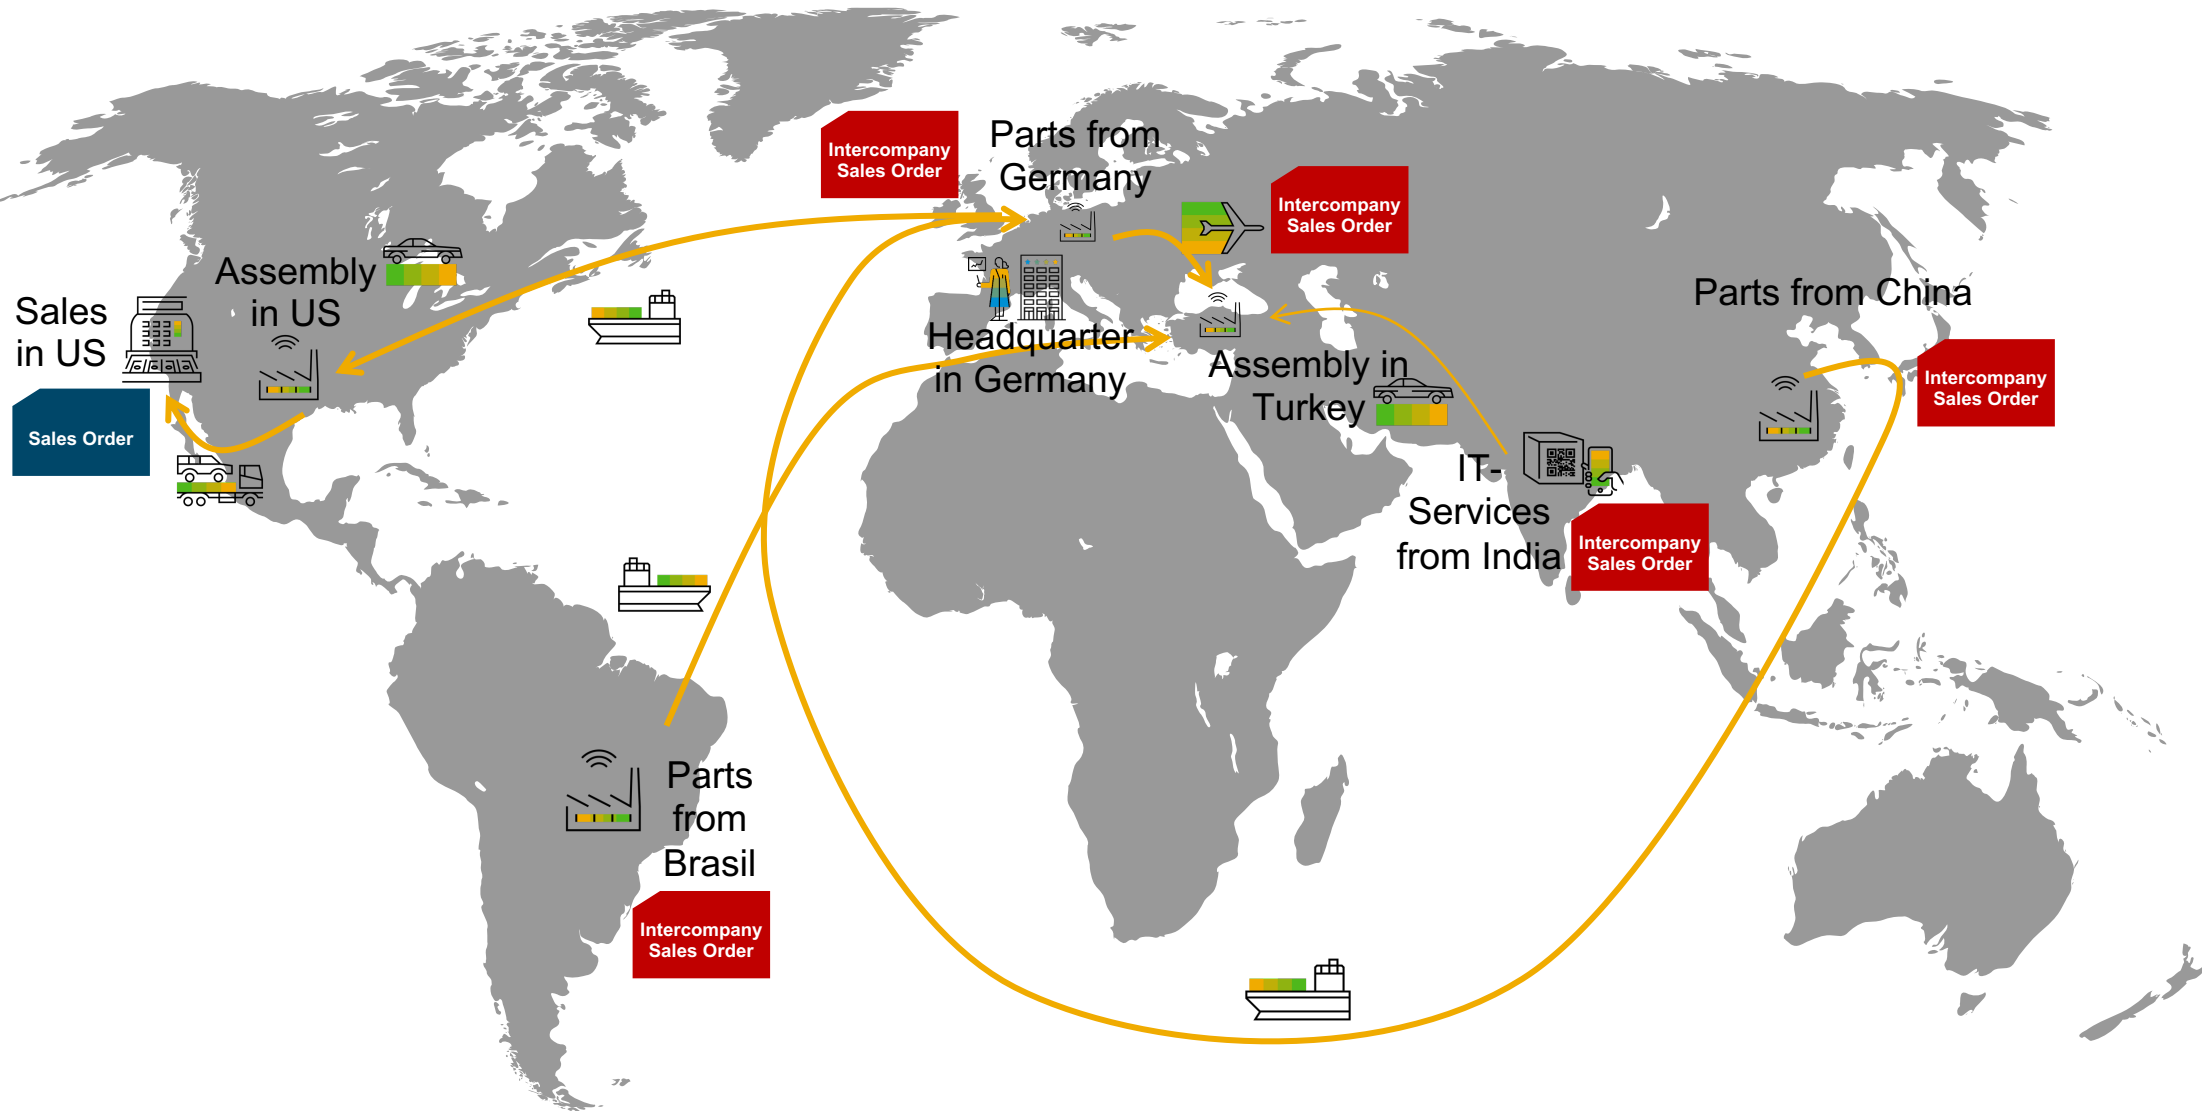 Intercompany
Sales Order
Parts from
Germany
Intercompany
Sales Order
Assembly
in US
Sales
in US
Sales Order
Headquarter
in Germany
Assembly in
Turkey
Parts from China
Intercompany
Sales Order
IT-
Services
from India
Intercompany
Sales Order
Parts
from
Brasil
Intercompany
Sales Order